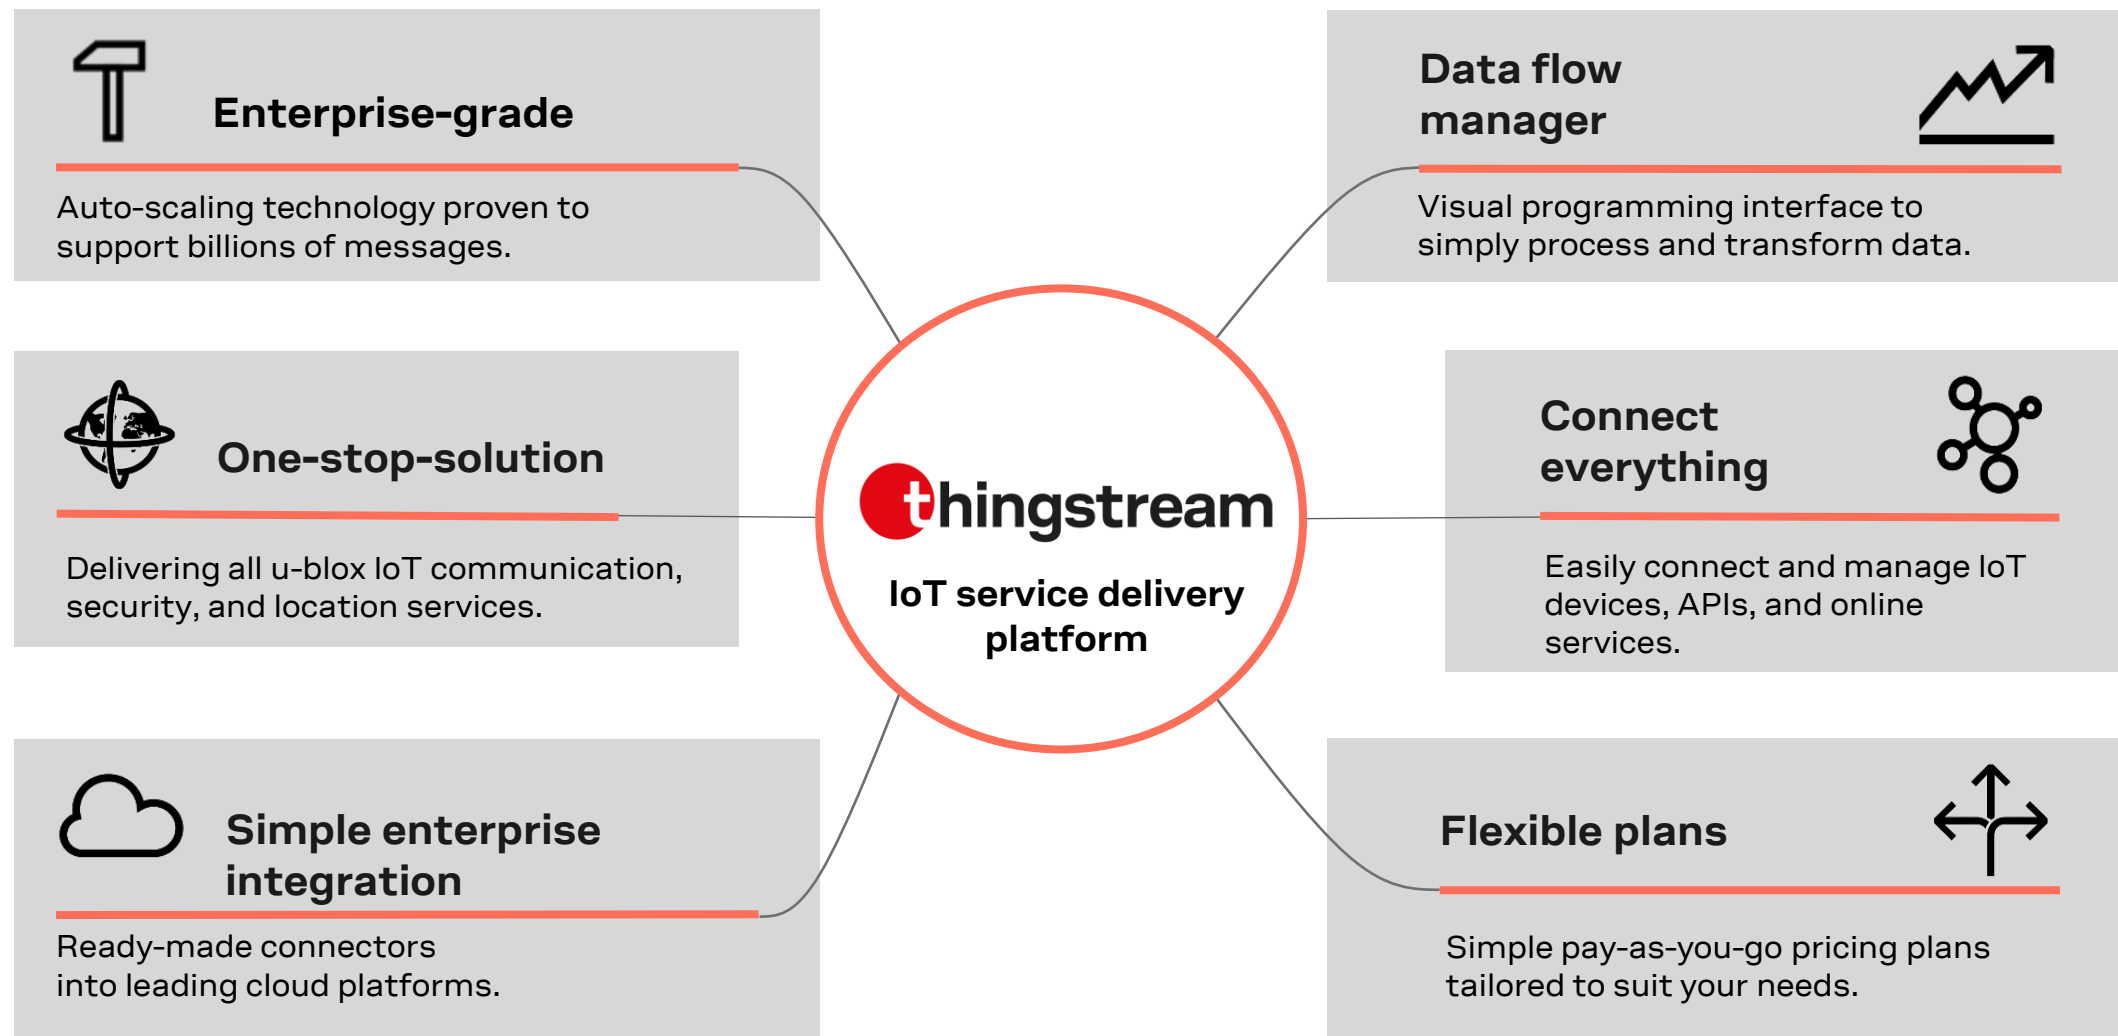 Enterprise-grade
Auto-scaling technology proven to
support billions of messages.
One-stop-solution
Delivering all u-blox IoT communication,
security, and location services.
Simple enterprise
integration
Ready-made connectors
into leading cloud platforms.
thingstream
IoT service delivery
platform
Data flow
manager
Visual programming interface to
simply process and transform data.
Connect
everything
Easily connect and manage IoT
devices, APIs, and online
services.
Flexible plans
Simple pay-as-you-go pricing plans
tailored to suit your needs.